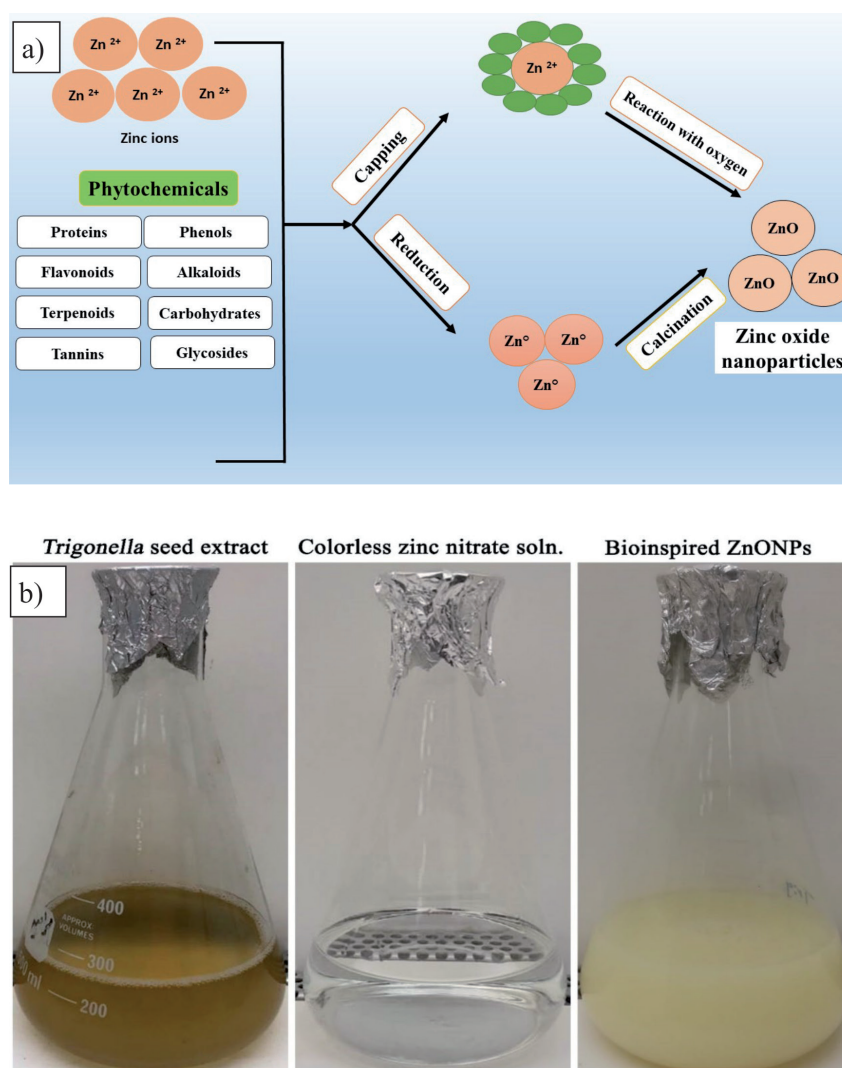 a)
Zn 2+
Zn 2+
Zn 2+
Zn 2+
Zn 2+
Zinc ions
Phytochemicals
Proteins
Phenols
Flavonoids
Alkaloids
Terpenoids
Carbohydrates
Tannins
Glycosides
Capping
Reduction
Zn 2+
Reaction with oxygen
Zn°
Zn°
Zn°
Calcination
ZnO
ZnO
ZnO
Zinc oxide
nanoparticles
b)
Trigonella seed extract
Colorless zinc nitrate soln.
Bioinspired ZnONPs
400
APPROX.
VOLUMES
300
ml
200